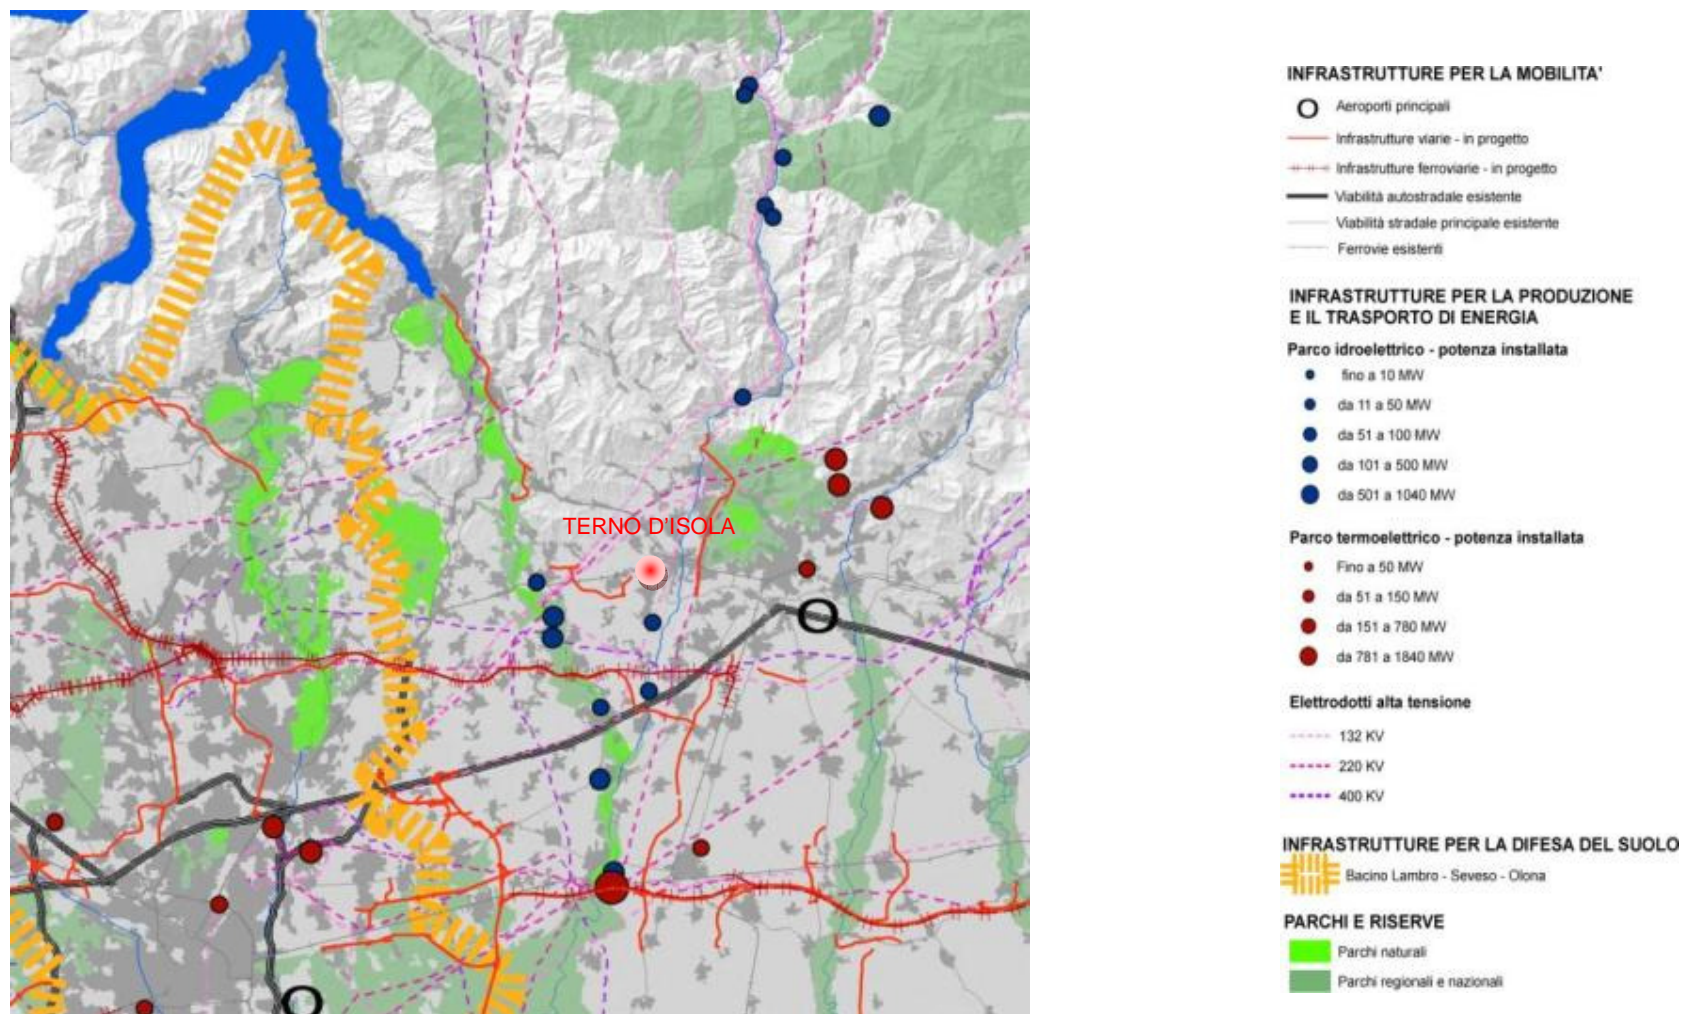 TERNO D'ISOLA
INFRASTRUTTURE PER LA MOBILITA'
Aeroporti principali
Infrastrutture viarie - in progetto
Infrastrutture ferroviarie - in progetto
Viabilità autostradale esistente
Viabilità stradale principale esistente
Ferrovie esistenti
INFRASTRUTTURE PER LA PRODUZIONE
E IL TRASPORTO DI ENERGIA
Parco idroelettrico - potenza installata
fino a 10 MW
da 11 a 50 MW
da 51 a 100 MW
da 101 a 500 MW
da 501 a 1040 MW
Parco termoelettrico - potenza installata
Fino a 50 MW
da 51 a 150 MW
da 151 a 780 MW
da 781 a 1840 MW
Elettrodotti alta tensione
132 KV
220 KV
400 KV
INFRASTRUTTURE PER LA DIFESA DEL SUOLO
Bacino Lambro - Seveso - Olona
PARCHI E RISERVE
Parchi naturali
Parchi regionali e nazionali